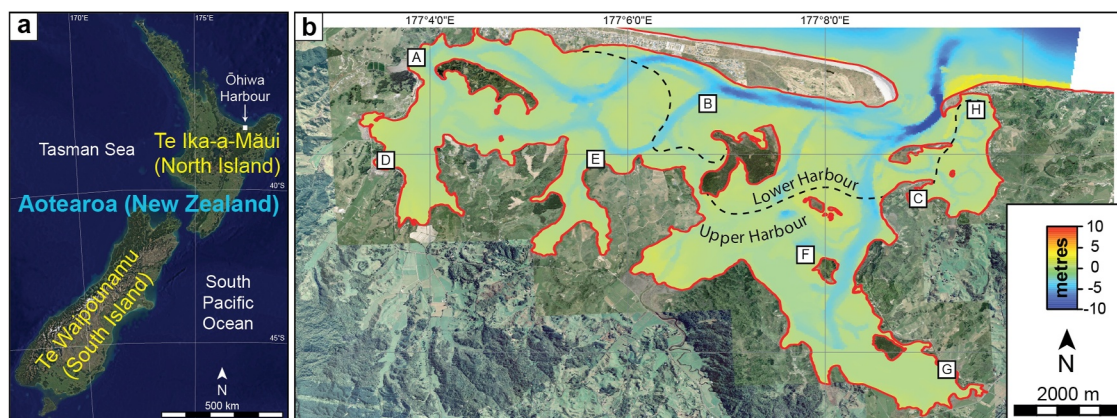 a
170°E
175°E
Ōhiwa
Harbour
Tasman Sea
Te Ika-a-Māui
(North Island)
40°S
Aotearoa (New Zealand)
Te Waipounamu
(South Island)
South
Pacific
Ocean
45°S
N
500 km
b
177°4'0"E
177°6'0"E
177°8'0"E
A
B
H
D
E
Lower Harbour
C
Upper Harbour
F
G
10
5
0
-5
-10
metres
N
2000 m